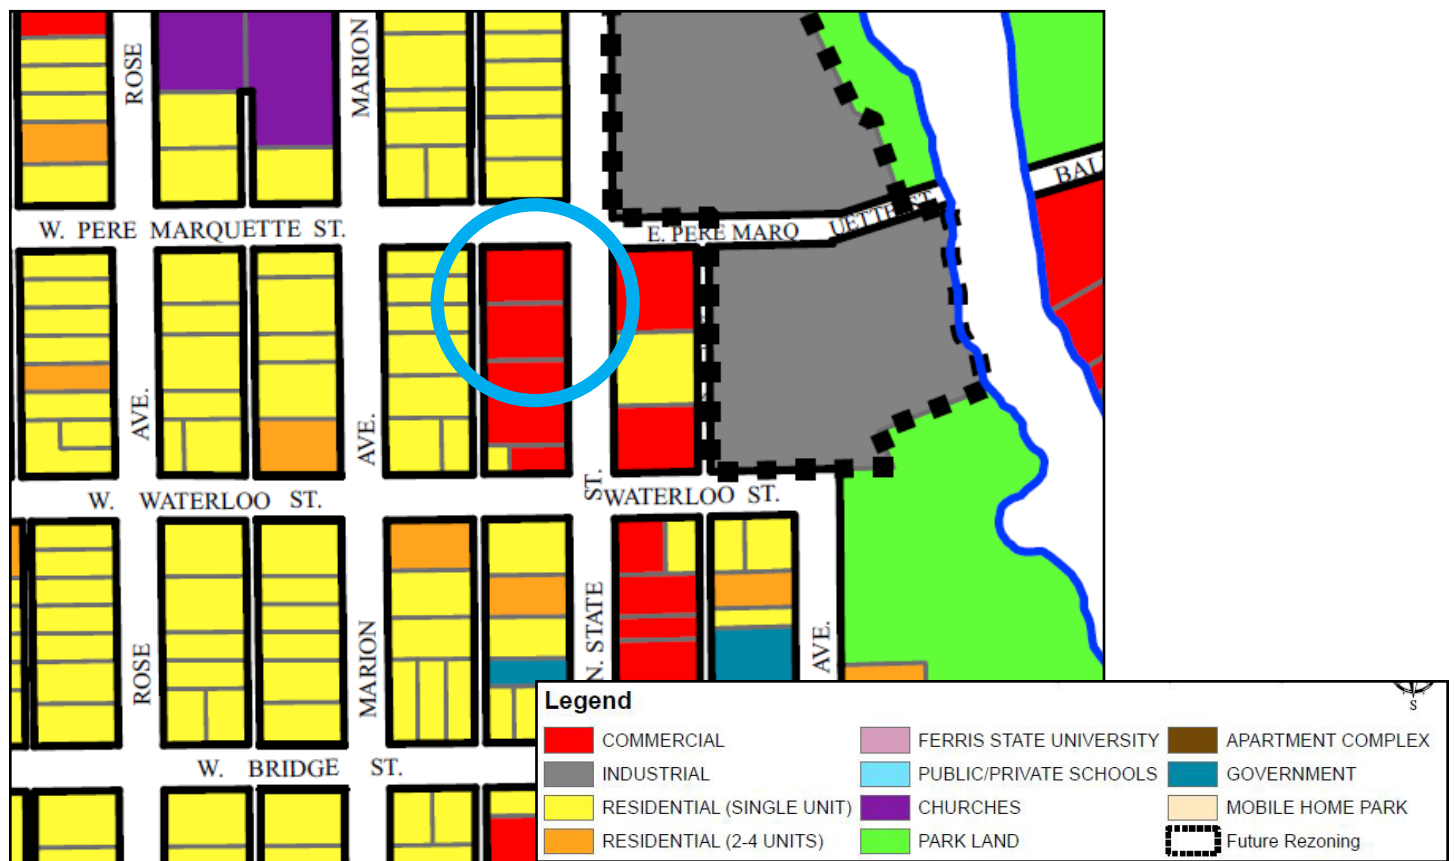 ROSE
MARION
W. PERE MARQUETTE ST.
E. PERE MARQ
UETTE ST.
BAL
AVE.
AVE.
ST.
W. WATERLOO ST.
WATERLOO ST.
ROSE
MARION
N. STATE
AVE.
W. BRIDGE ST.
Legend
S
COMMERCIAL
FERRIS STATE UNIVERSITY
APARTMENT COMPLEX
INDUSTRIAL
PUBLIC/PRIVATE SCHOOLS
GOVERNMENT
RESIDENTIAL (SINGLE UNIT)
CHURCHES
MOBILE HOME PARK
RESIDENTIAL (2-4 UNITS)
PARK LAND
Future Rezoning